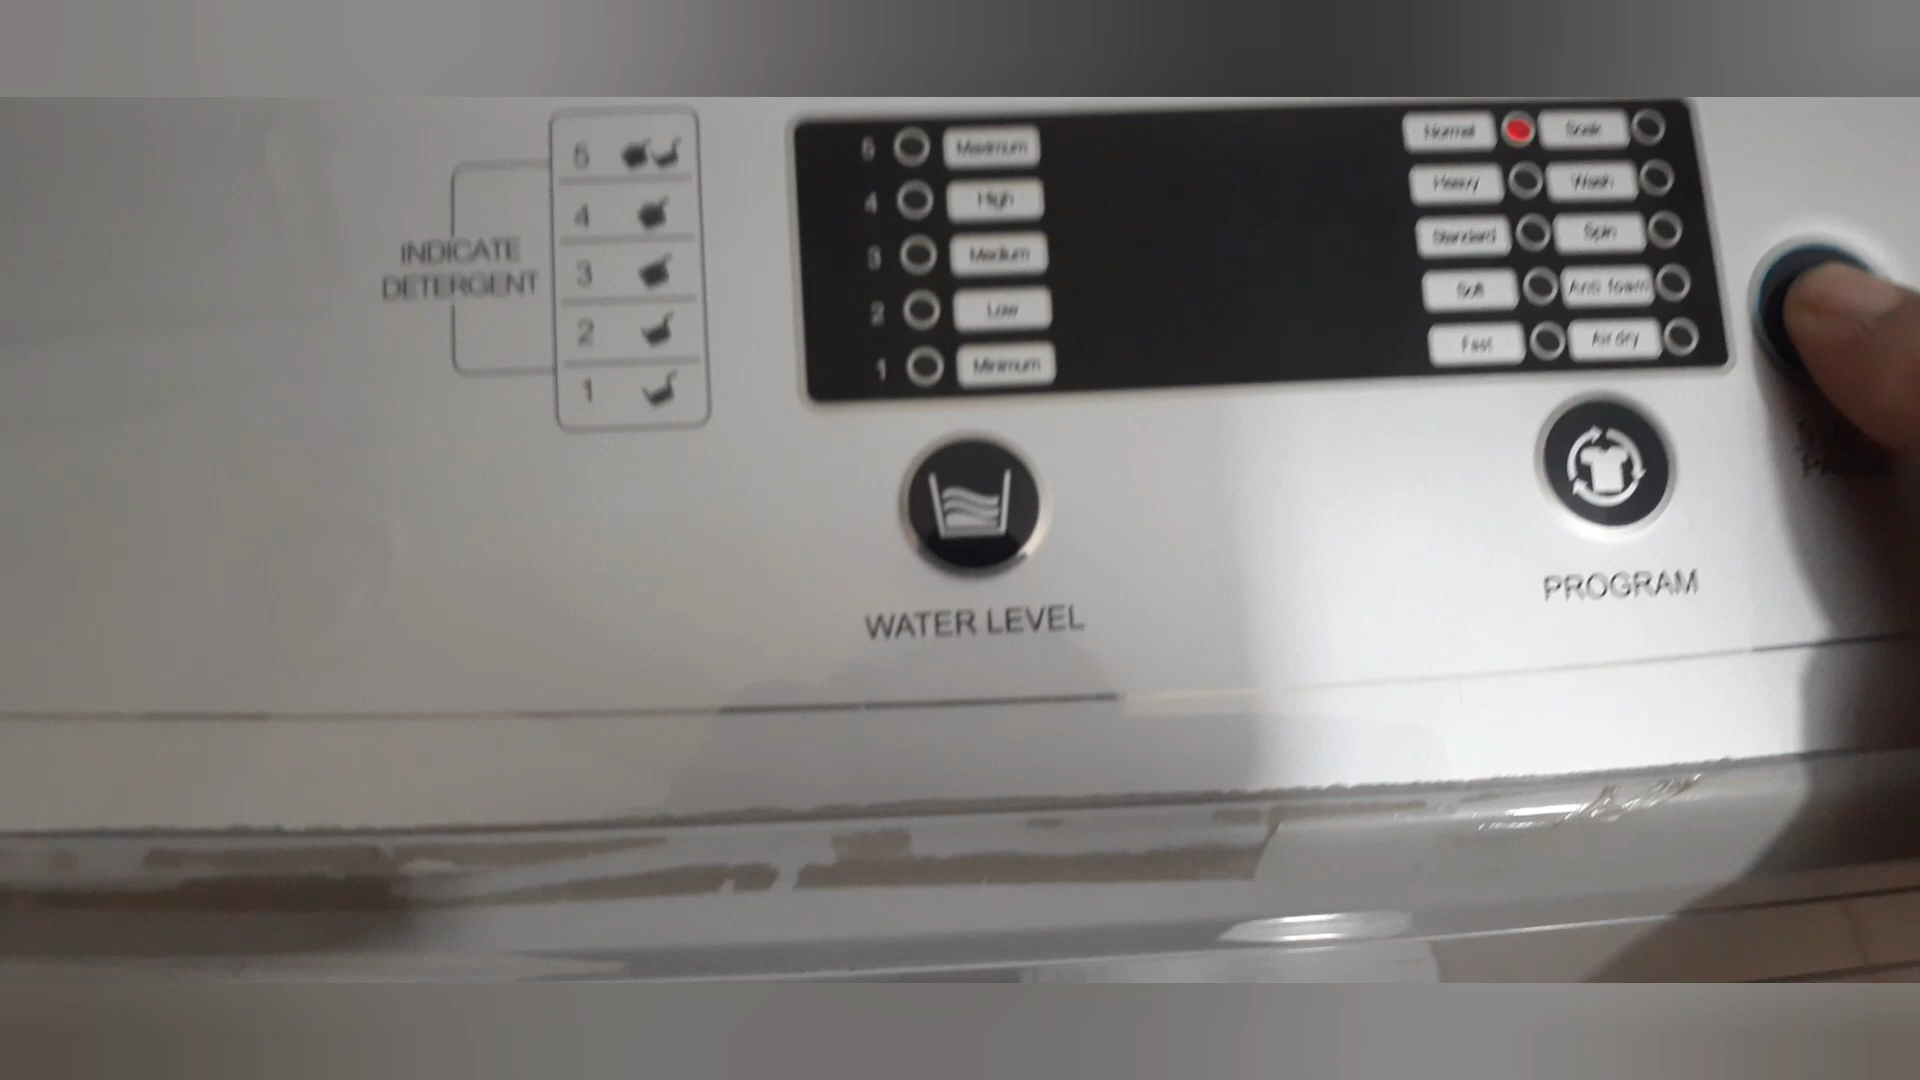 INDICATE
DETERGENT
5
4
3
2
1
5 Maximum
4 High
3 Medium
2 Low
1 Minimum
Normal Soak
Heavy Wash
Standard Spin
Soft Anti foam
Fast Air dry
WATER LEVEL
PROGRAM